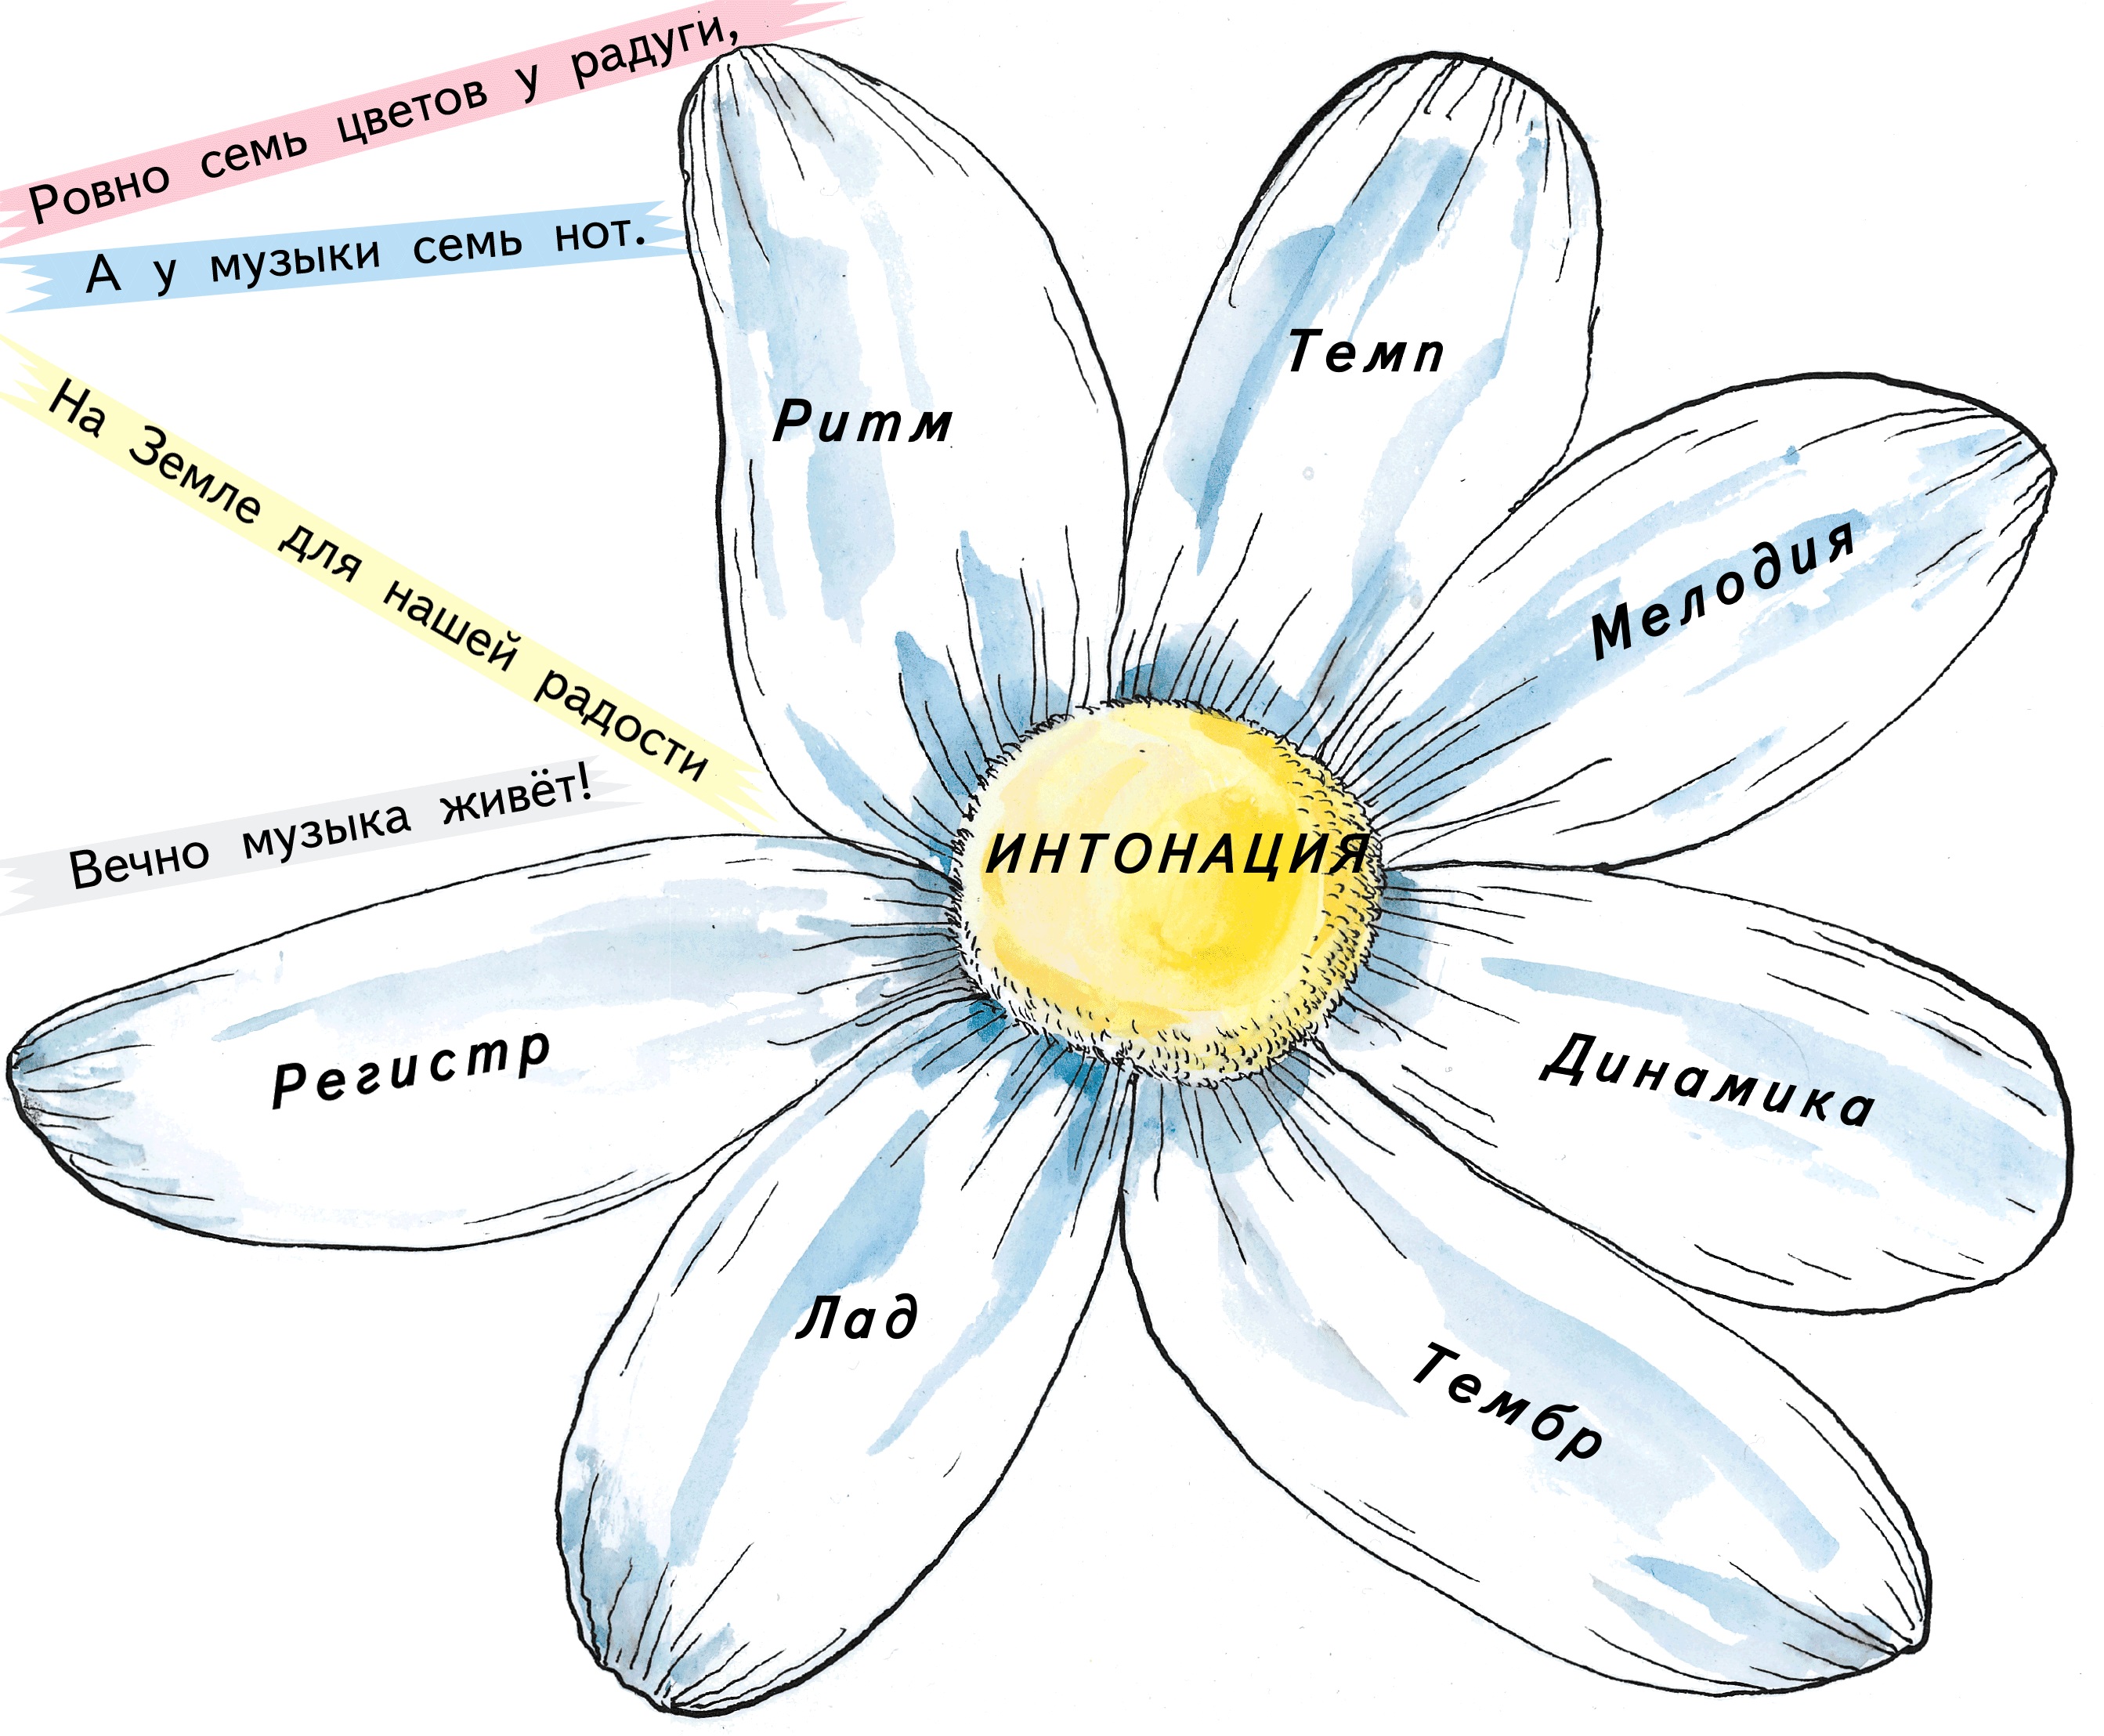 Ровно семь цветов у радуги,
А у музыки семь нот.
На Земле для нашей радости
Вечно музыка живёт!
Ритм
Темп
Мелодия
ИНТОНАЦИЯ
Динамика
Регистр
Лад
Тембр